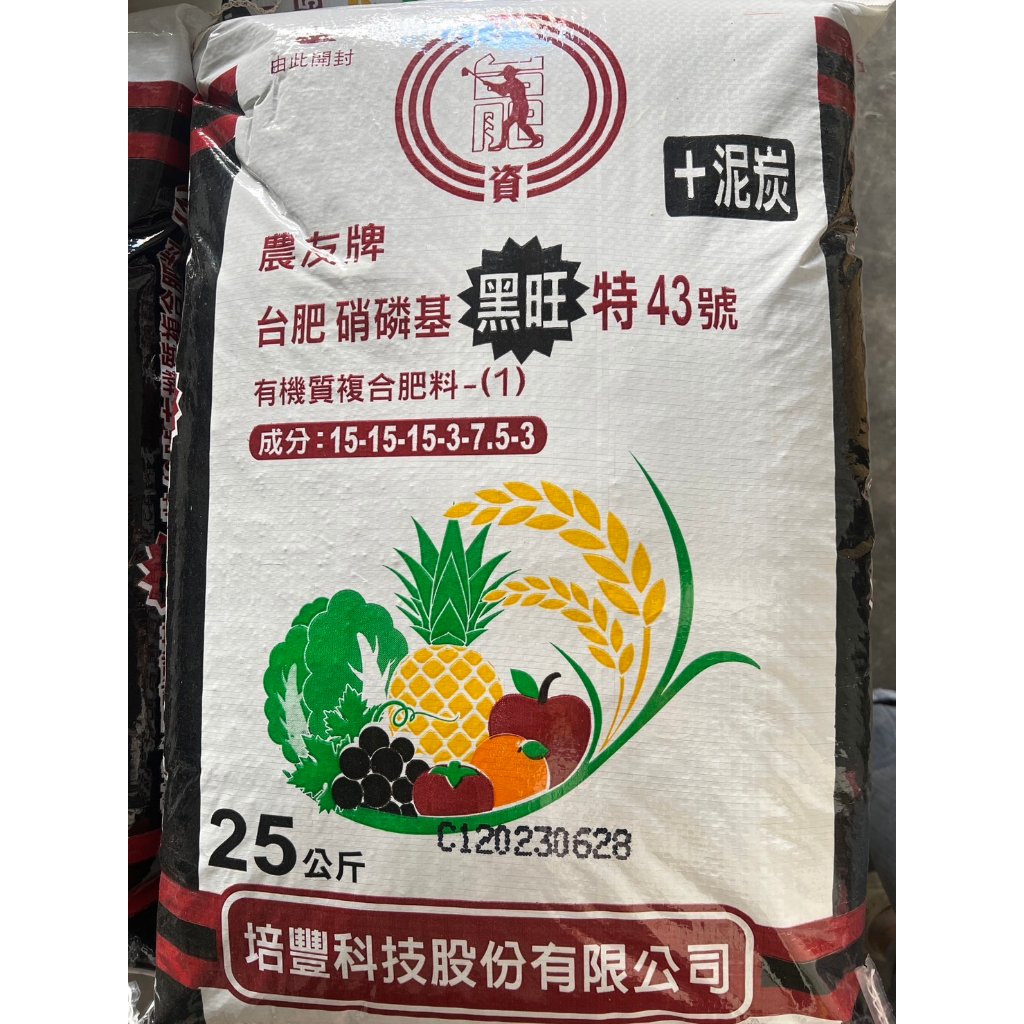 由此開封
台肥
資
+泥炭
農友牌
台肥 硝磷基 黑旺 特43號
有機質複合肥料-(1)
成分:15-15-15-3-7.5-3
C120230628
25公斤
培豐科技股份有限公司